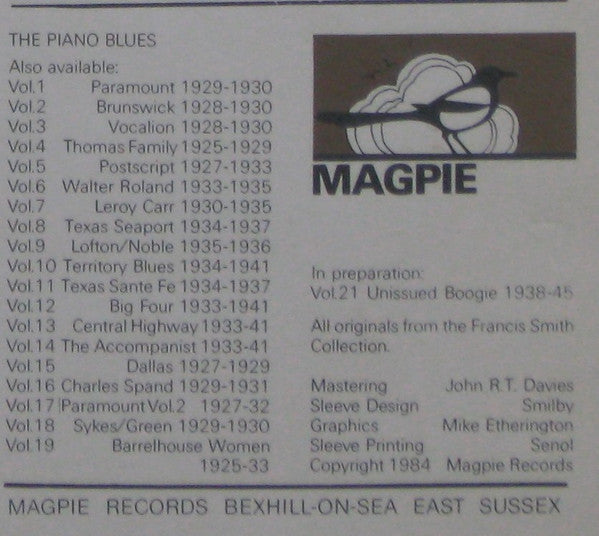 THE PIANO BLUES
Also available:
Vol.1 Paramount 1929-1930
Vol.2 Brunswick 1928-1930
Vol.3 Vocalion 1928-1930
Vol.4 Thomas Family 1925-1929
Vol.5 Postscript 1927-1933
Vol.6 Walter Roland 1933-1935
Vol.7 Leroy Carr 1930-1935
Vol.8 Texas Seaport 1934-1937
Vol.9 Lofton/Noble 1935-1936
Vol.10 Territory Blues 1934-1941
Vol.11 Texas Sante Fe 1934-1937
Vol.12 Big Four 1933-1941
Vol.13 Central Highway 1933-41
Vol.14 The Accompanist 1933-41
Vol.15 Dallas 1927-1929
Vol.16 Charles Spand 1929-1931
Vol.17 Paramount Vol.2 1927-32
Vol.18 Sykes/Green 1929-1930
Vol.19 Barrelhouse Women
1925-33
MAGPIE
In preparation:
Vol.21 Unissued Boogie 1938-45
All originals from the Francis Smith
Collection.
Mastering John R.T. Davies
Sleeve Design Smilby
Graphics Mike Etherington
Sleeve Printing Senol
Copyright 1984 Magpie Records
MAGPIE RECORDS BEXHILL-ON-SEA EAST SUSSEX